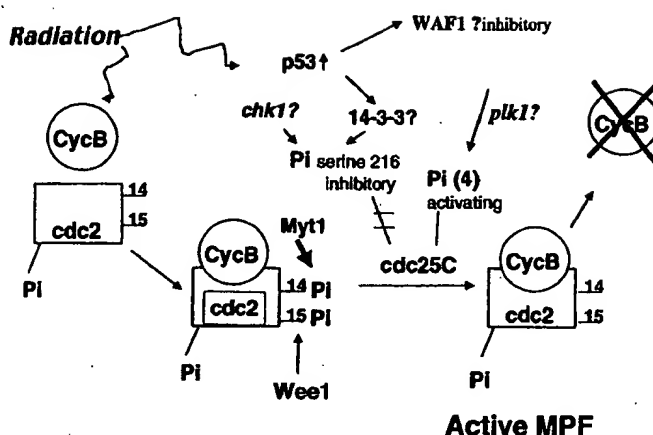 Radiation
WAF1 ?inhibitory
p53↑
chk1?
14-3-3?
plk1?
CycB
CycB
Pi serine 216
inhibitory
Pi (4)
activating
14
15
cdc2
Pi
Myt1
CycB
cdc2
14 Pi
15 Pi
Pi
Wee1
cdc25C
CycB
cdc2
14
15
Pi
Active MPF